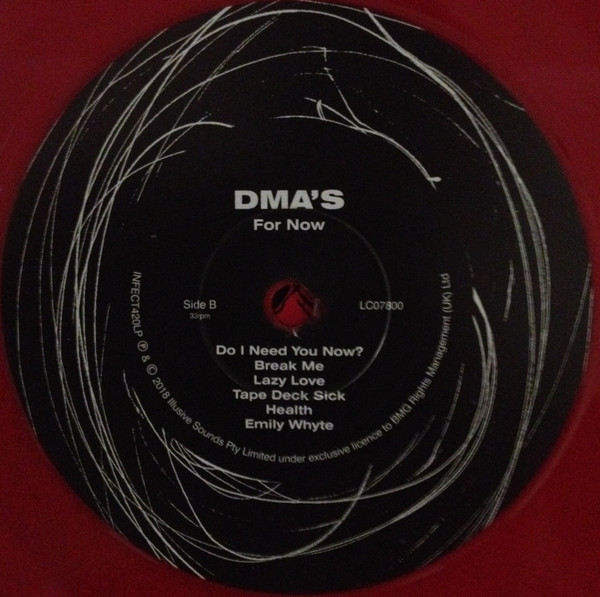 DMA'S
For Now
Side B
33rpm
LC07800
Do I Need You Now?
Break Me
Lazy Love
Tape Deck Sick
Health
Emily Whyte
INFECT420LP ℗ & © 2018 Illusive Sounds Pty Limited under exclusive licence to BMG Rights Management (UK) Ltd